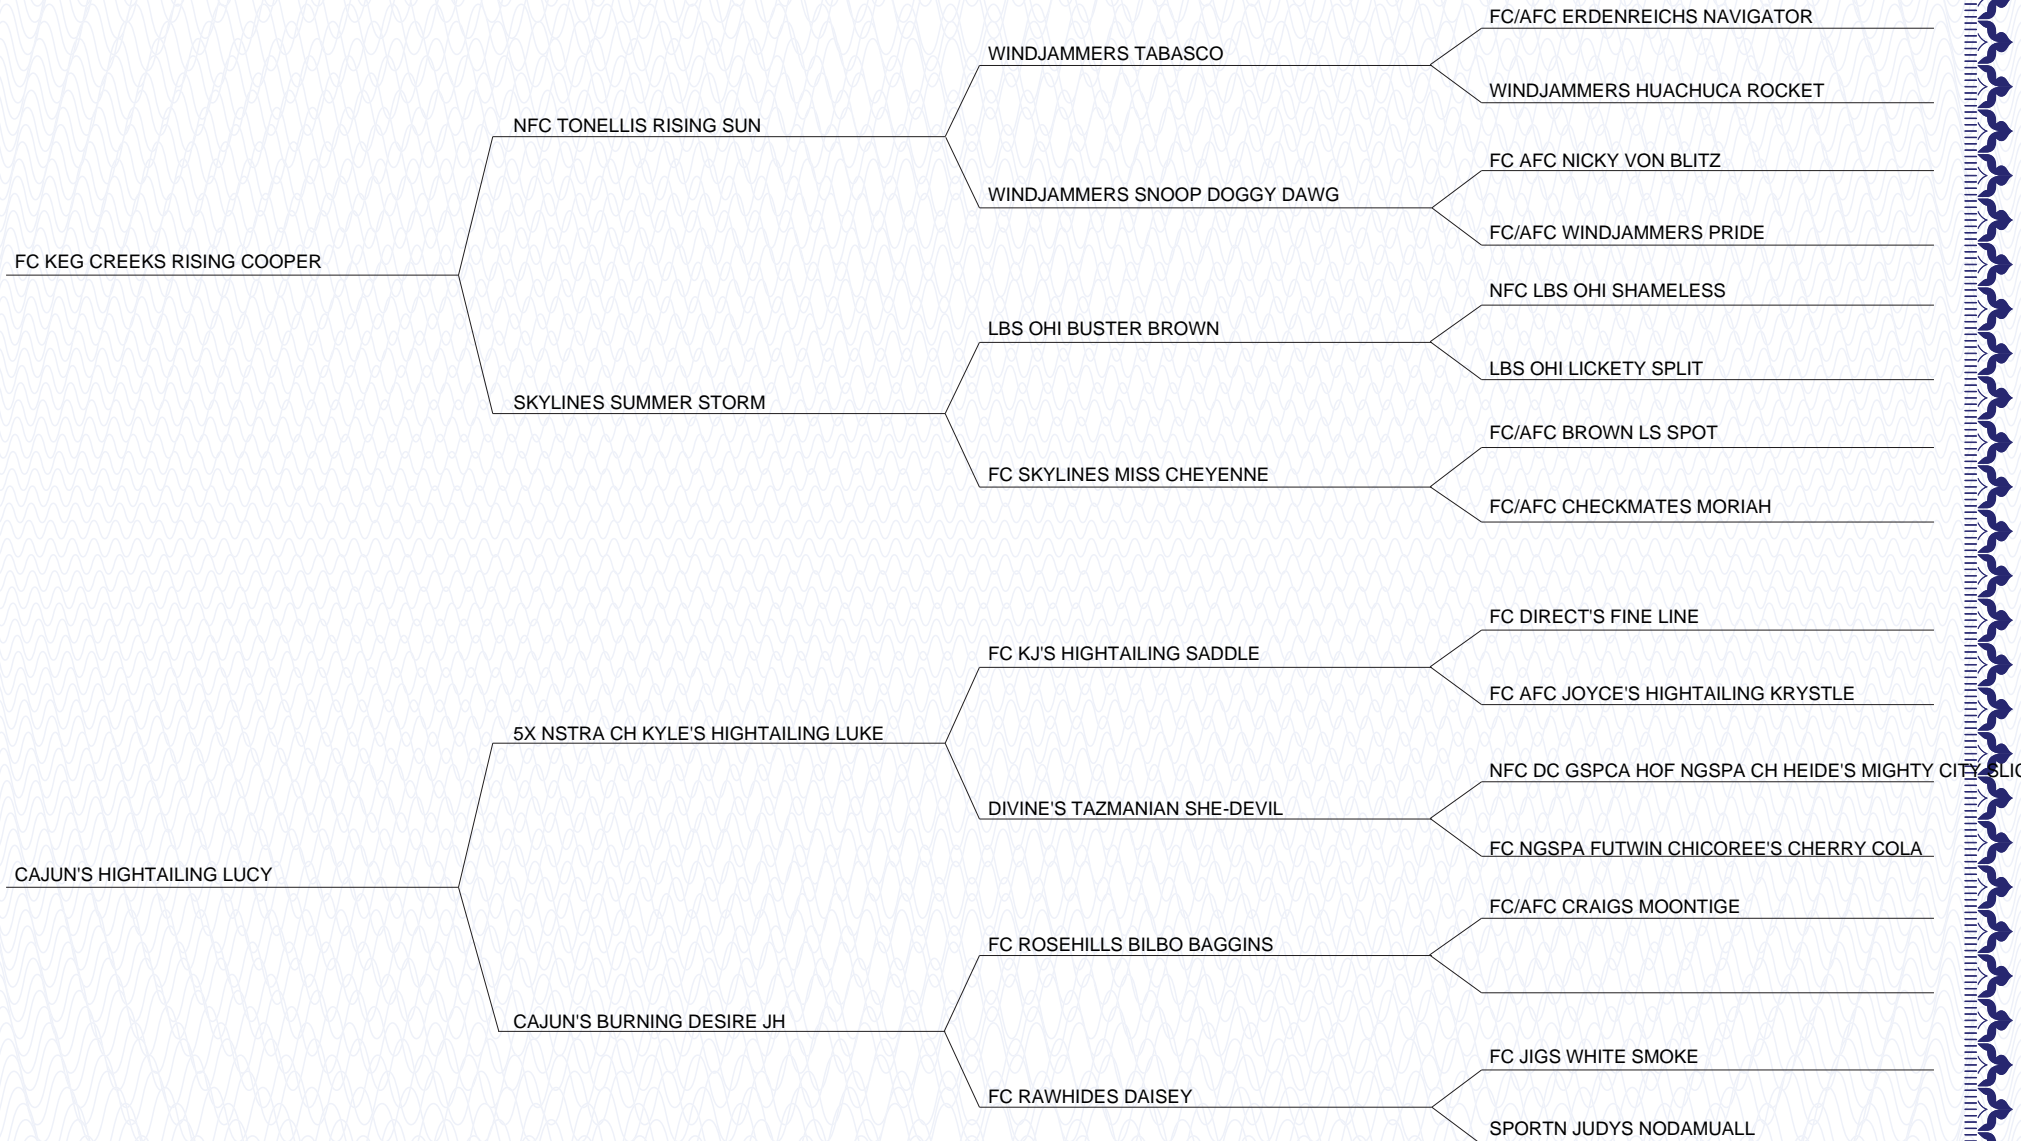 FC/AFC ERDENREICHS NAVIGATOR
WINDJAMMERS TABASCO
WINDJAMMERS HUACHUCA ROCKET
NFC TONELLIS RISING SUN
FC AFC NICKY VON BLITZ
WINDJAMMERS SNOOP DOGGY DAWG
FC/AFC WINDJAMMERS PRIDE
FC KEG CREEKS RISING COOPER
NFC LBS OHI SHAMELESS
LBS OHI BUSTER BROWN
LBS OHI LICKETY SPLIT
SKYLINES SUMMER STORM
FC/AFC BROWN LS SPOT
FC SKYLINES MISS CHEYENNE
FC/AFC CHECKMATES MORIAH
FC DIRECT'S FINE LINE
FC KJ'S HIGHTAILING SADDLE
FC AFC JOYCE'S HIGHTAILING KRYSTLE
5X NSTRA CH KYLE'S HIGHTAILING LUKE
NFC DC GSPCA HOF NGSPA CH HEIDE'S MIGHTY CITY
DIVINE'S TAZMANIAN SHE-DEVIL
FC NGSPA FUTWIN CHICOREE'S CHERRY COLA
CAJUN'S HIGHTAILING LUCY
FC/AFC CRAIGS MOONTIGE
FC ROSEHILLS BILBO BAGGINS
CAJUN'S BURNING DESIRE JH
FC JIGS WHITE SMOKE
FC RAWHIDES DAISEY
SPORTN JUDYS NODAMUALL